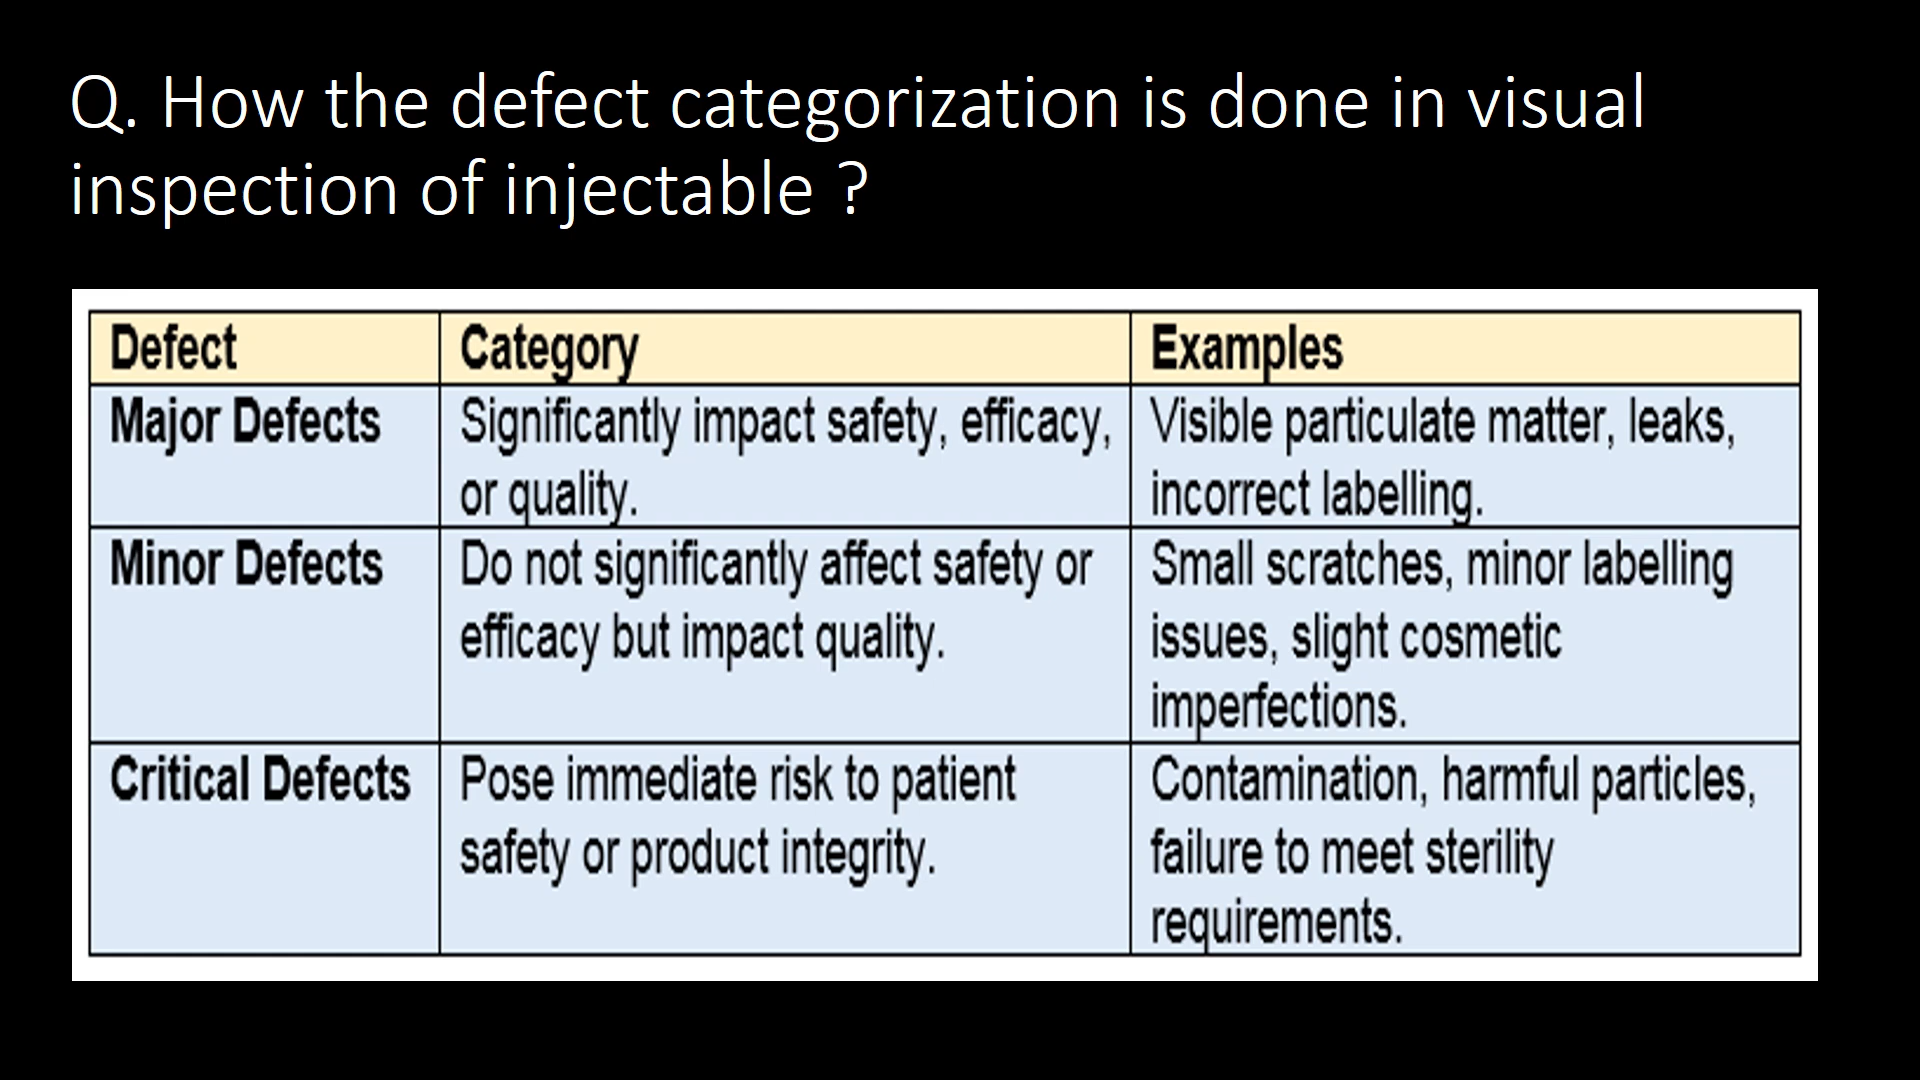 Q. How the defect categorization is done in visual
inspection of injectable ?
Defect Category Examples
Major Defects Significantly impact safety, efficacy, or quality. Visible particulate matter, leaks, incorrect labelling.
Minor Defects Do not significantly affect safety or efficacy but impact quality. Small scratches, minor labelling issues, slight cosmetic imperfections.
Critical Defects Pose immediate risk to patient safety or product integrity. Contamination, harmful particles, failure to meet sterility requirements.